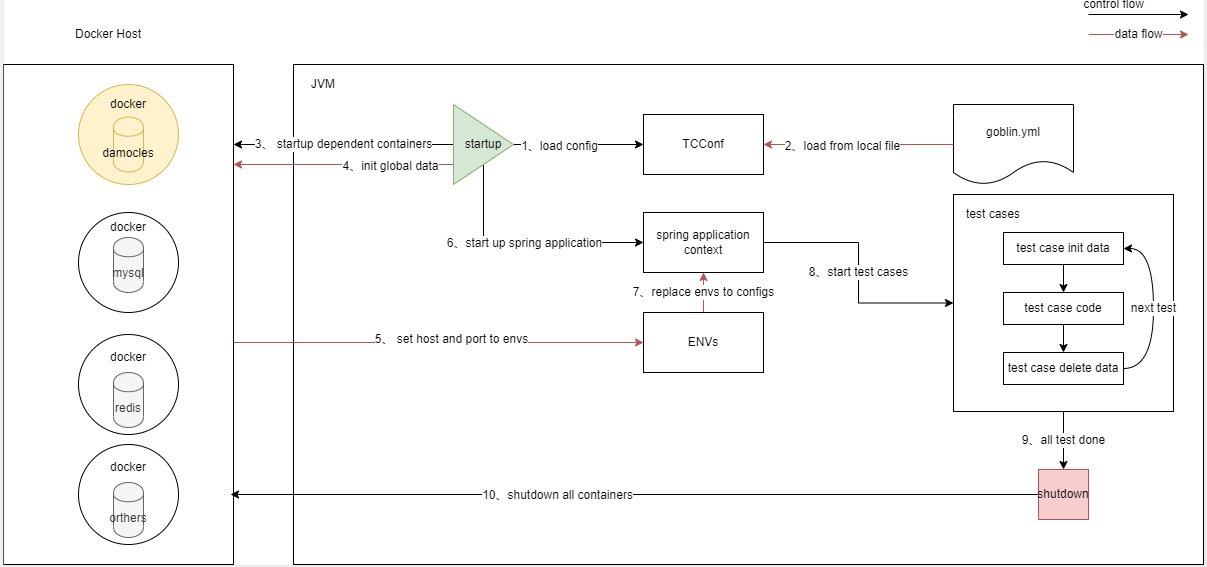 control flow
data flow
Docker Host
JVM
docker
damocles
docker
mysql
docker
redis
docker
orthers
startup
1、 load config
TCConf
2、 load from local file
goblin.yml
3、 startup dependent containers
4、 init global data
6、 start up spring application
spring application
context
7、 replace envs to configs
5、 set host and port to envs
ENVs
8、 start test cases
test cases
test case init data
test case code
next test
test case delete data
9、 all test done
shutdown
10、 shutdown all containers